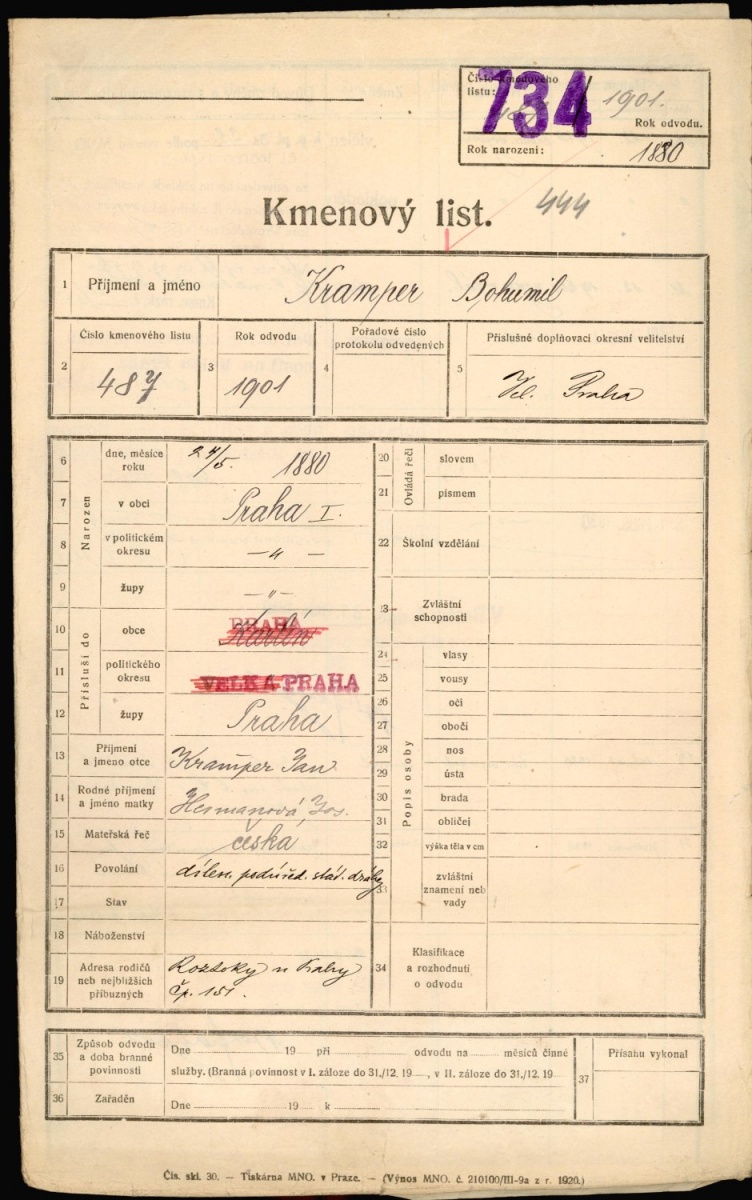 Číslo kmenového listu: 734 / 1901.
Rok odvodu.
Rok narození: 1880
Kmenový list. 444
1 Příjmení a jméno Kramper Bohumil
2 Číslo kmenového listu 487
3 Rok odvodu 1901
4 Pořadové číslo protokolu odvedených
5 Příslušné doplňovací okresní velitelství Vel. Praha
Narozen
6 dne, měsíce roku 24/5. 1880
7 v obci Praha I.
8 v politickém okresu — " —
9 župy — " —
Přísluší do
10 obce PRAHA Karlín
11 politického okresu VELKÁ PRAHA
12 župy Praha
13 Příjmení a jméno otce Kramper Jan
14 Rodné příjmení a jméno matky Heřmanová, Jos.
15 Mateřská řeč česká
16 Povolání dílen. podúřed. stát. dráhy
17 Stav
18 Náboženství
19 Adresa rodičů neb nejbližších příbuzných Roztoky u Prahy
čp. 151.
Ovládá řeči
20 slovem
21 písmem
22 Školní vzdělání
23 Zvláštní schopnosti
Popis osoby
24 vlasy
25 vousy
26 oči
27 obočí
28 nos
29 ústa
30 brada
31 obličej
32 výška těla v cm
33 zvláštní znamení neb vady
34 Klasifikace a rozhodnutí o odvodu
35 Způsob odvodu a doba branné povinnosti
Dne 19 při odvodu na měsíců činné
služby. (Branná povinnost v I. záloze do 31./12. 19 , v II. záloze do 31./12. 19
36 Zařaděn Dne 19 k
37 Přísahu vykonal
Čís. skl. 30. — Tiskárna MNO. v Praze. — (Výnos MNO. č. 210100/III-9a z r. 1920.)